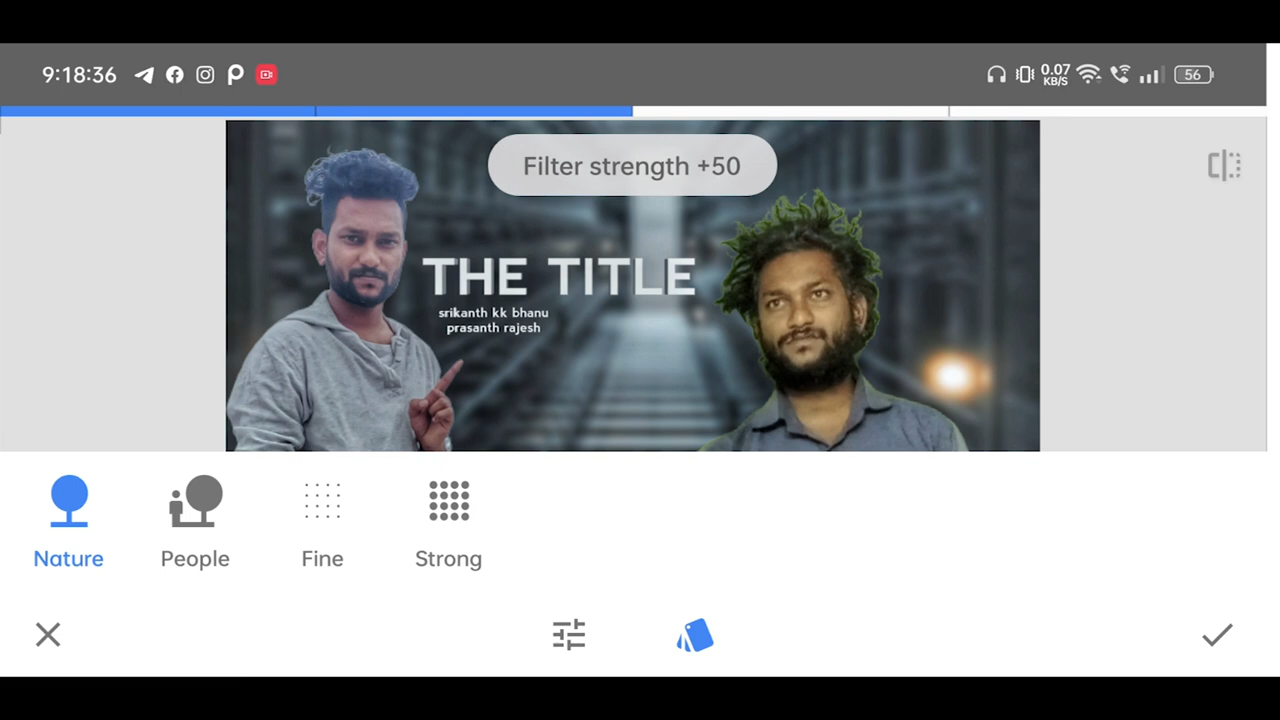 9:18:36
0.07
KB/S
56
Filter strength +50
THE TITLE
srikanth kk bhanu
prasanth rajesh
Nature
People
Fine
Strong